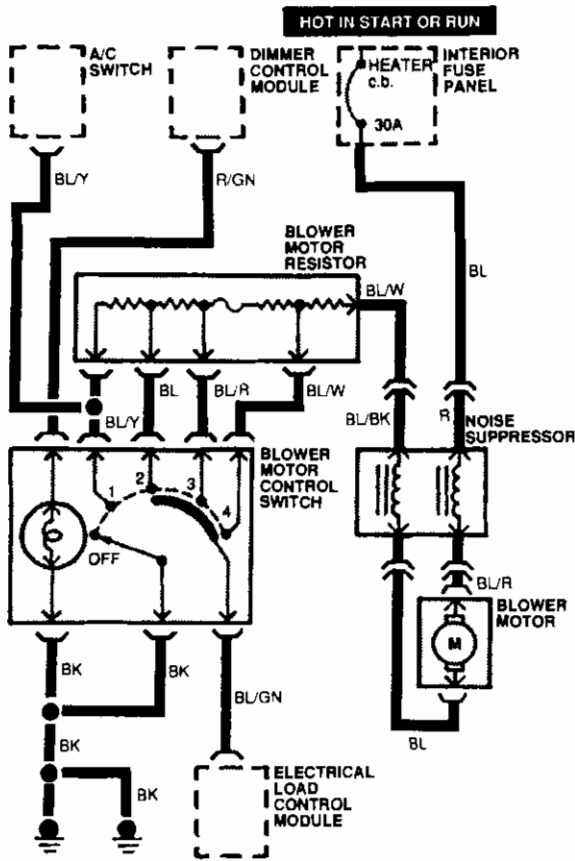 HOT IN START OR RUN
A/C
SWITCH
DIMMER
CONTROL
MODULE
HEATER
c.b.
30A
INTERIOR
FUSE
PANEL
BL/Y
R/GN
BL
BLOWER
MOTOR
RESISTOR
BL/W
BL/Y
BL
BL/R
BL/W
BL/BK
R
NOISE
SUPPRESSOR
BLOWER
MOTOR
CONTROL
SWITCH
1
2
3
4
OFF
BL/R
BLOWER
MOTOR
M
BK
BK
BL/GN
BL
BK
BK
ELECTRICAL
LOAD
CONTROL
MODULE